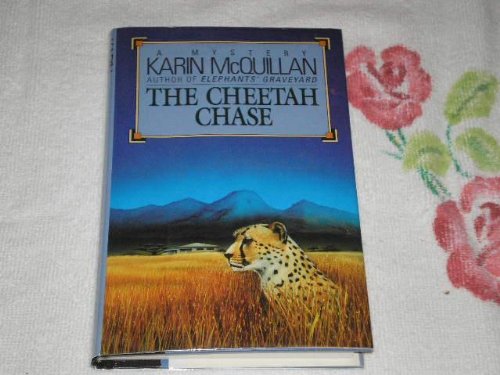 A MYSTERY
KARIN McQUILLAN
AUTHOR OF ELEPHANTS' GRAVEYARD
THE CHEETAH
CHASE